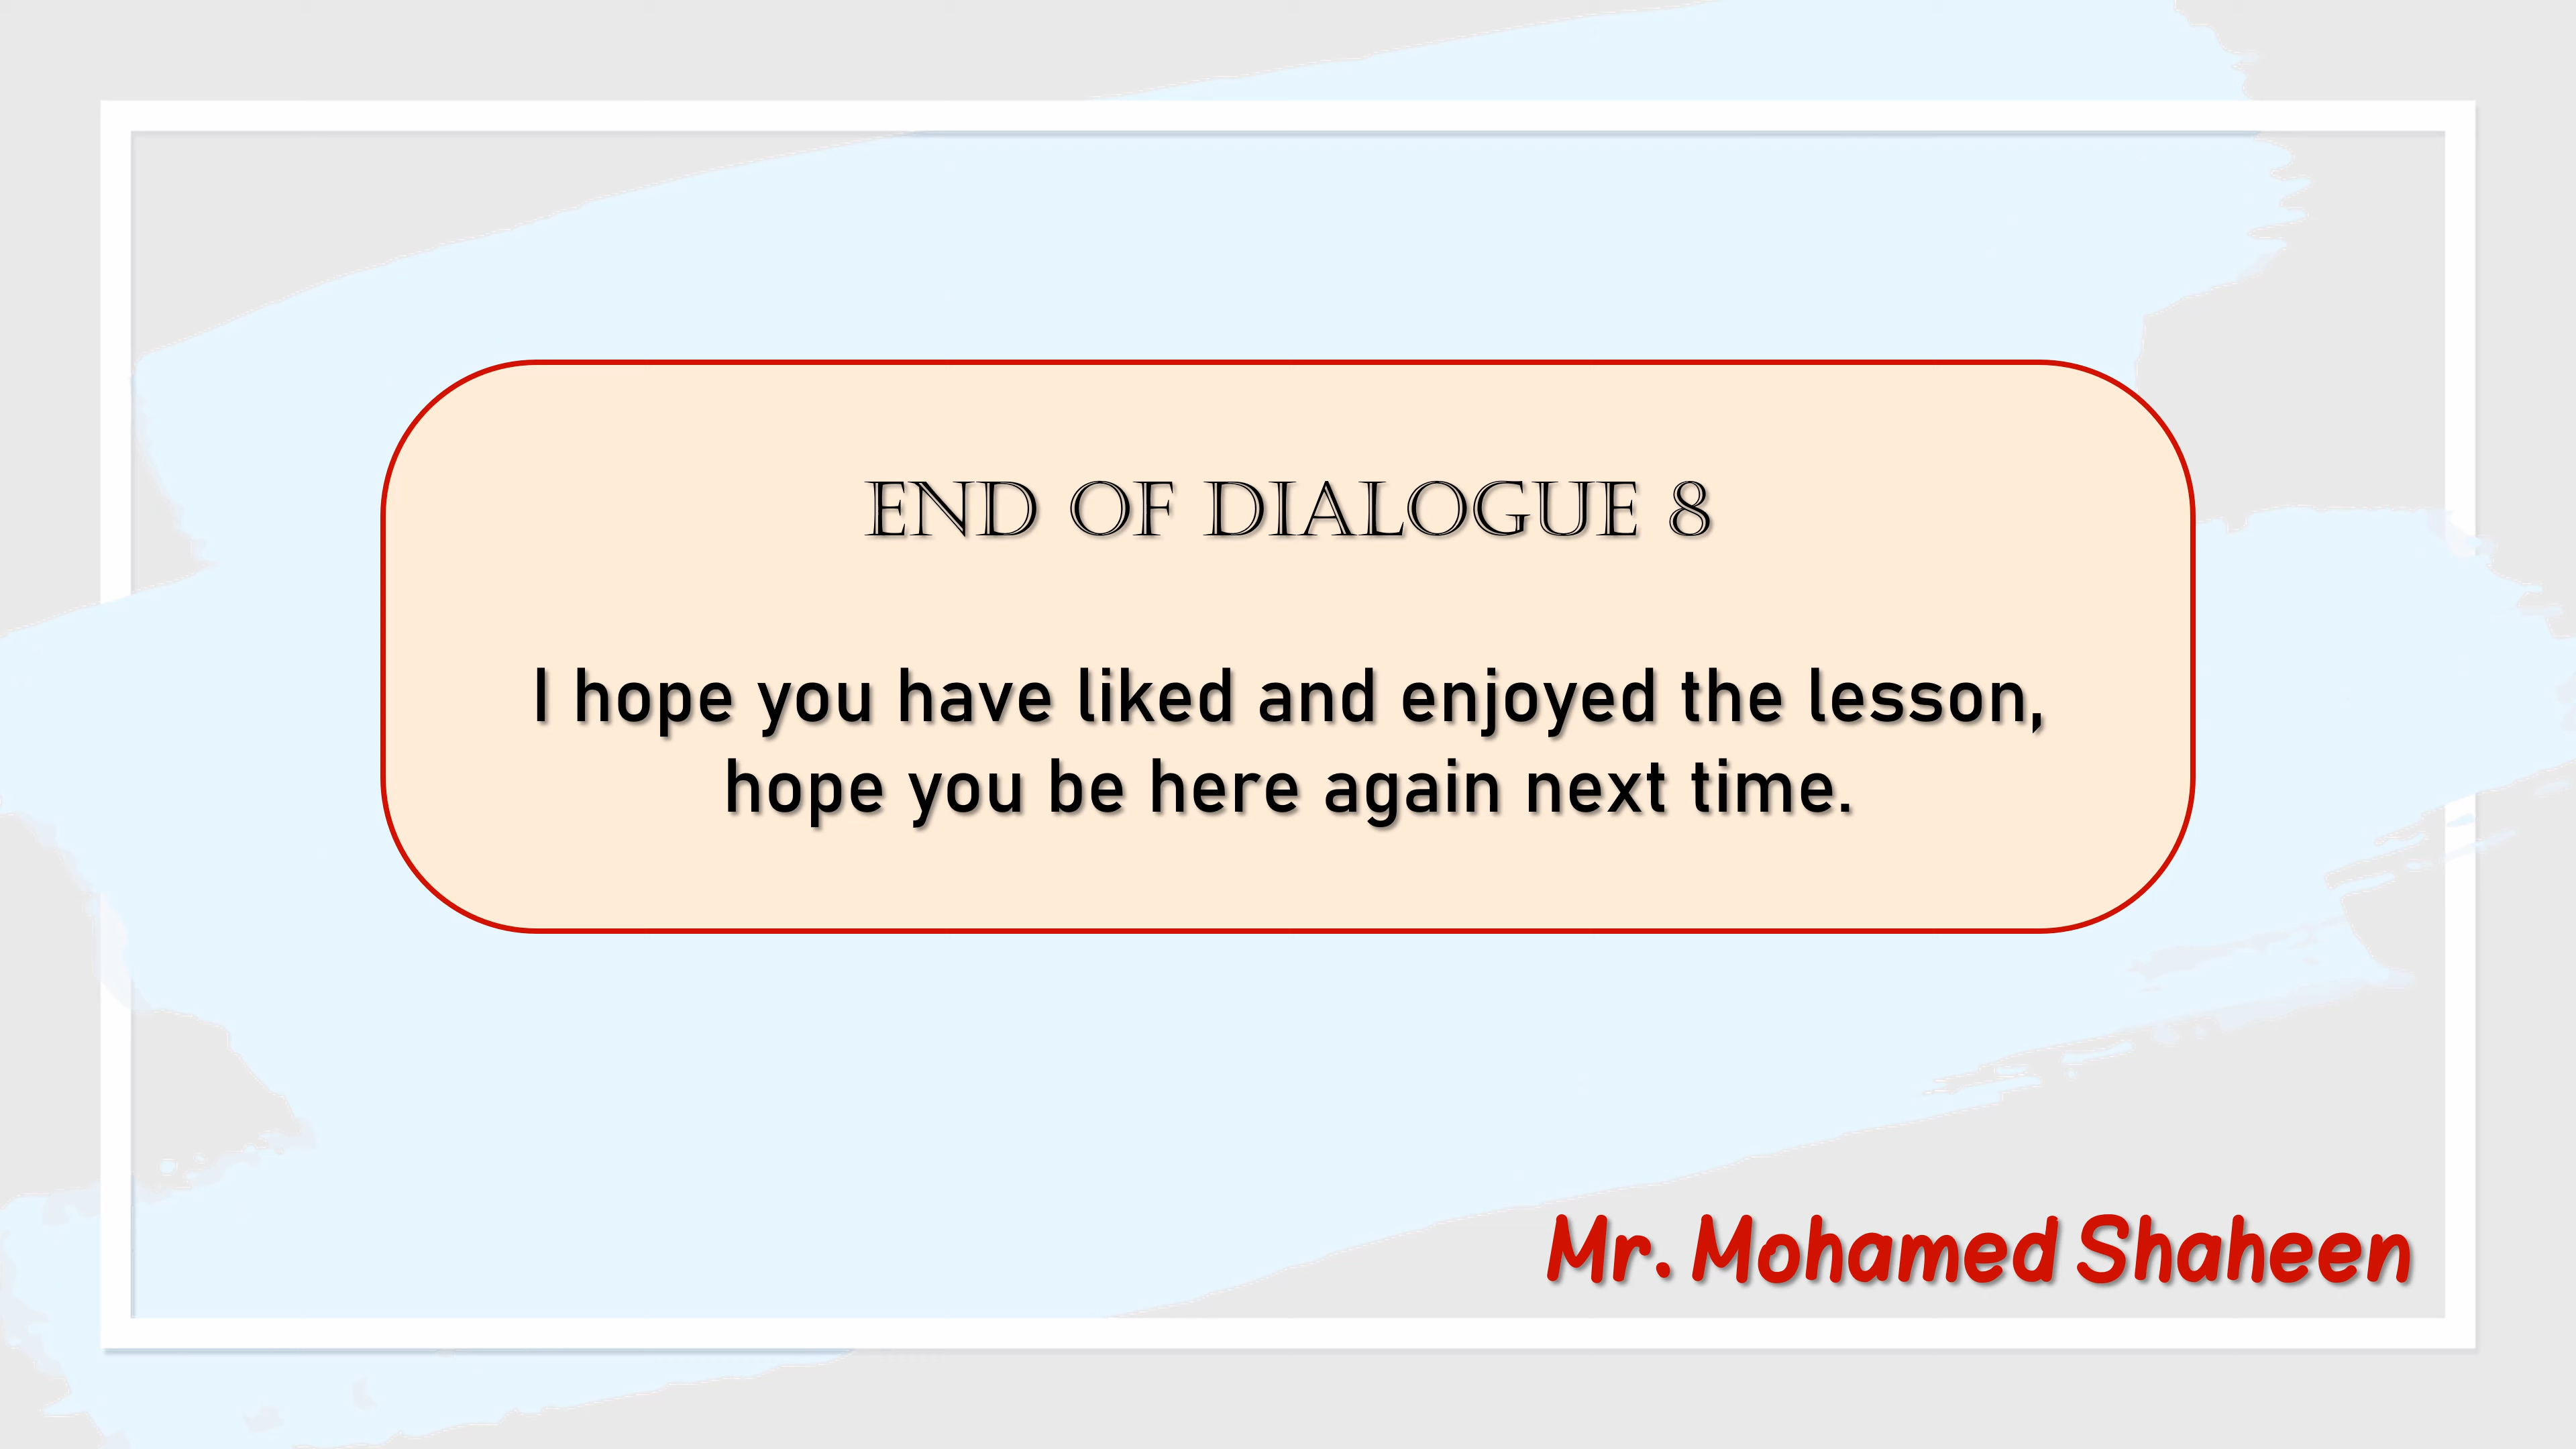 END OF DIALOGUE 8
I hope you have liked and enjoyed the lesson,
hope you be here again next time.
Mr. Mohamed Shaheen